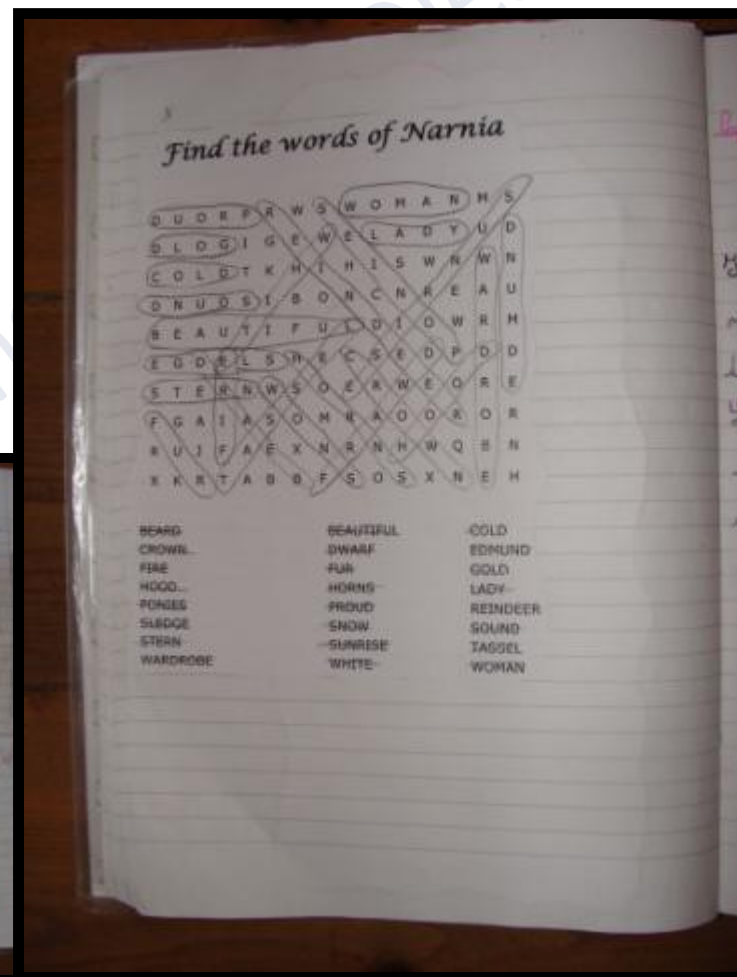 Find the words of Narnia
D U O R P R W S W O M A N M S
D L O G I G E W E L A D Y U D
C O L D T K H I H I S W N W N
D N U O S I B O N C N R E A U
B E A U T I F U L D I O W R M
E G D E L S H R C S E D P D D
S T E R N W S O E R W E O R E
F G A I A S O M R A O O R O R
R U J F A E X N R N H W Q B N
X K R T A B B F S O S X N E H
BEARD BEAUTIFUL COLD
CROWN DWARF EDMUND
FIRE FUR GOLD
HOOD HORNS LADY
PONIES PROUD REINDEER
SLEDGE SNOW SOUND
STERN SUNRISE TASSEL
WARDROBE WHITE WOMAN